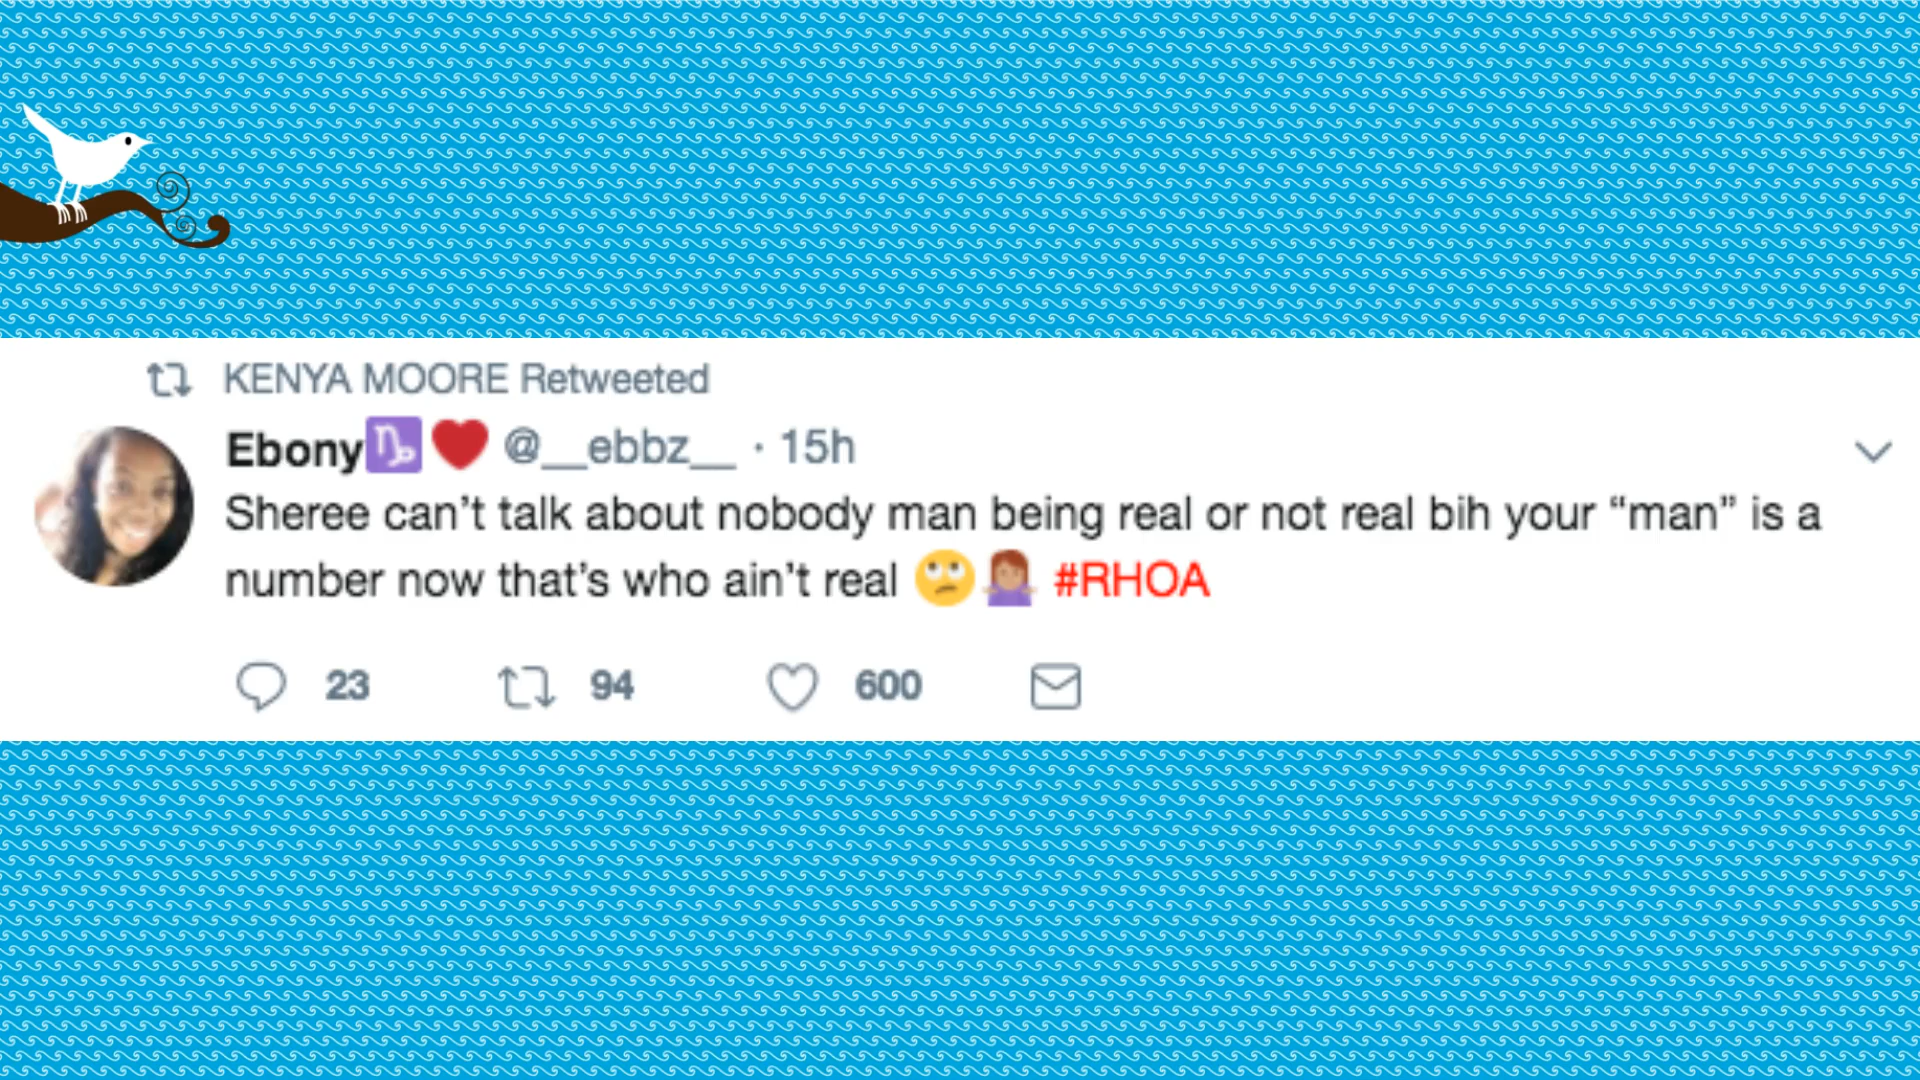 KENYA MOORE Retweeted
Ebony♑❤️ @__ebbz__ · 15h
Sheree can’t talk about nobody man being real or not real bih your “man” is a
number now that’s who ain’t real 🙄🤷🏽‍♀️ #RHOA
23 94 600